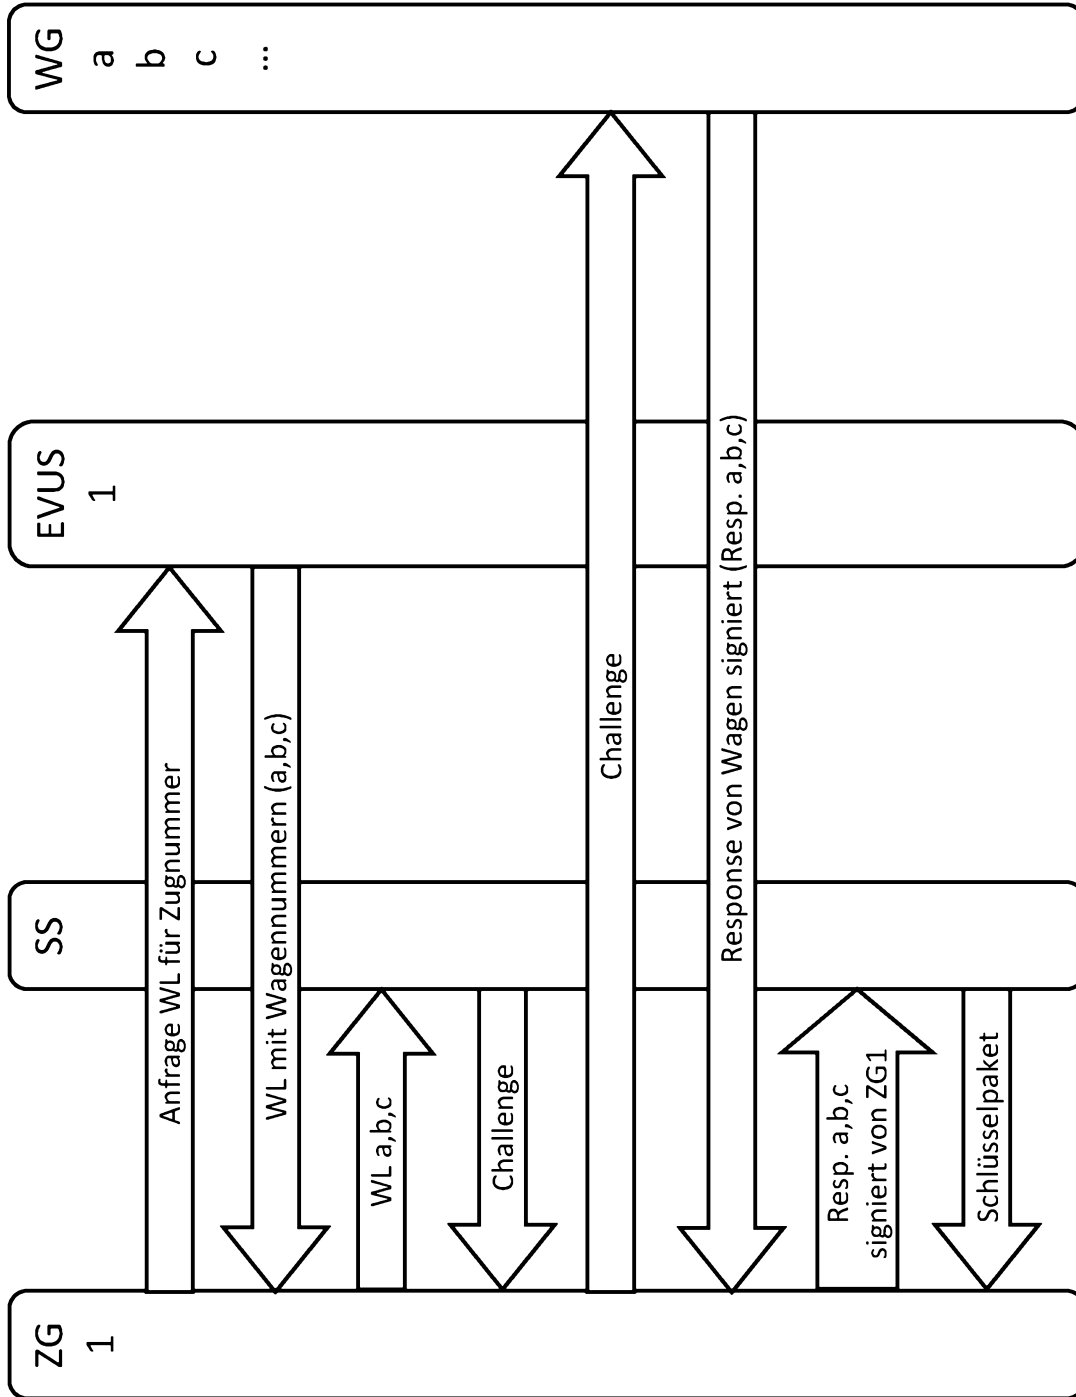 ZG
1
SS
EVUS
1
WG
a
b
c
...
Anfrage WL für Zugnummer
WL mit Wagennummern (a,b,c)
WL a,b,c
Challenge
Challenge
Response von Wagen signiert (Resp. a,b,c)
Resp. a,b,c
signiert von ZG1
Schlüsselpaket